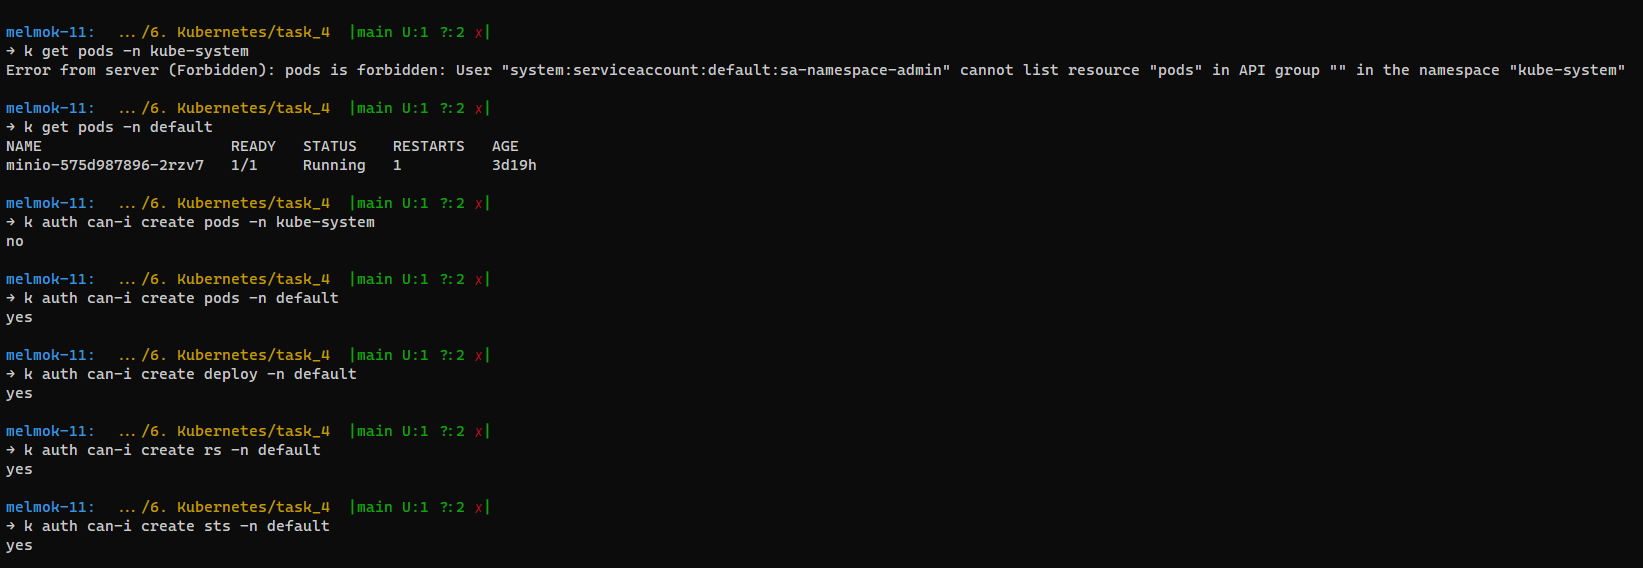 melmok-11: .../6. Kubernetes/task_4 |main U:1 ?:2 ✗|
→ k get pods -n kube-system
Error from server (Forbidden): pods is forbidden: User "system:serviceaccount:default:sa-namespace-admin" cannot list resource "pods" in API group "" in the namespace "kube-system"
melmok-11: .../6. Kubernetes/task_4 |main U:1 ?:2 ✗|
→ k get pods -n default
NAME READY STATUS RESTARTS AGE
minio-575d987896-2rzv7 1/1 Running 1 3d19h
melmok-11: .../6. Kubernetes/task_4 |main U:1 ?:2 ✗|
→ k auth can-i create pods -n kube-system
no
melmok-11: .../6. Kubernetes/task_4 |main U:1 ?:2 ✗|
→ k auth can-i create pods -n default
yes
melmok-11: .../6. Kubernetes/task_4 |main U:1 ?:2 ✗|
→ k auth can-i create deploy -n default
yes
melmok-11: .../6. Kubernetes/task_4 |main U:1 ?:2 ✗|
→ k auth can-i create rs -n default
yes
melmok-11: .../6. Kubernetes/task_4 |main U:1 ?:2 ✗|
→ k auth can-i create sts -n default
yes